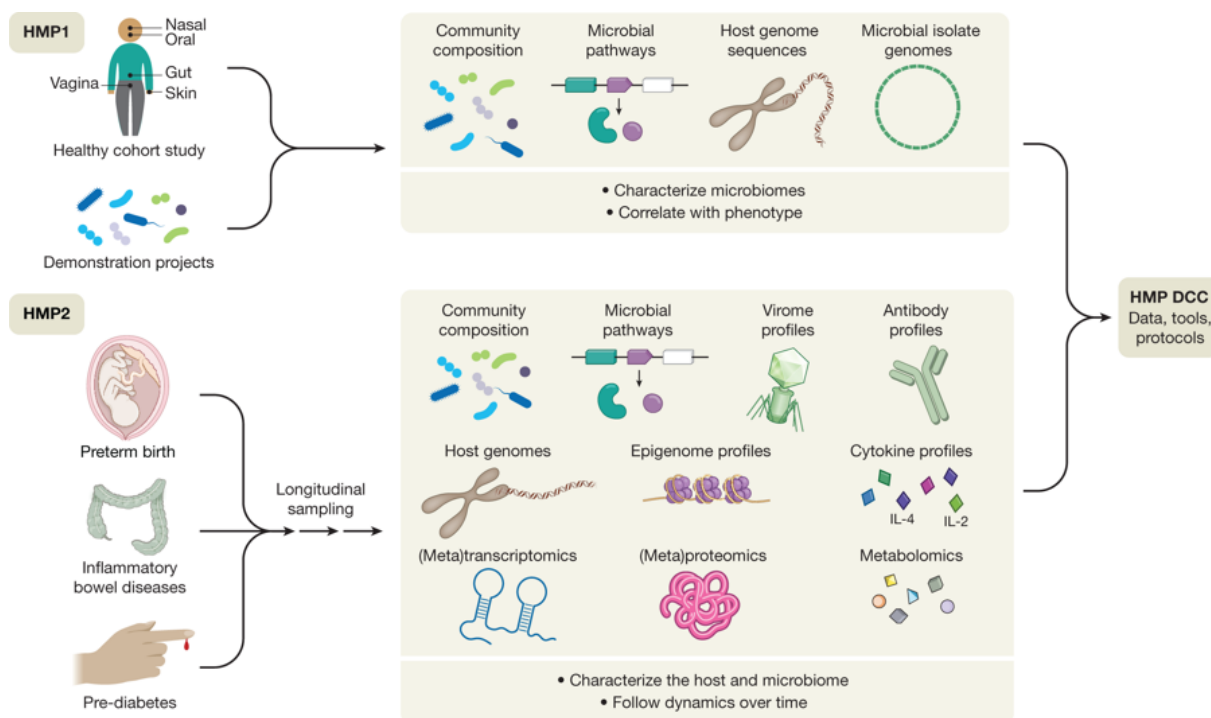 HMP1
Nasal
Oral
Gut
Vagina
Skin
Healthy cohort study
Demonstration projects
Community
composition
Microbial
pathways
Host genome
sequences
Microbial isolate
genomes
• Characterize microbiomes
• Correlate with phenotype
HMP2
Preterm birth
Inflammatory
bowel diseases
Pre-diabetes
Longitudinal
sampling
Community
composition
Microbial
pathways
Virome
profiles
Antibody
profiles
Host genomes
Epigenome profiles
Cytokine profiles
IL-4
IL-2
(Meta)transcriptomics
(Meta)proteomics
Metabolomics
• Characterize the host and microbiome
• Follow dynamics over time
HMP DCC
Data, tools,
protocols